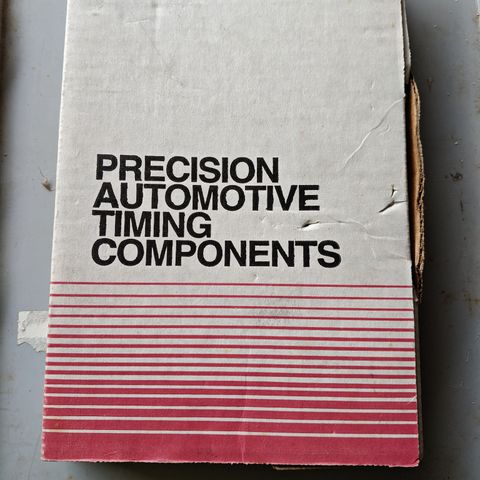 PRECISION
AUTOMOTIVE
TIMING
COMPONENTS